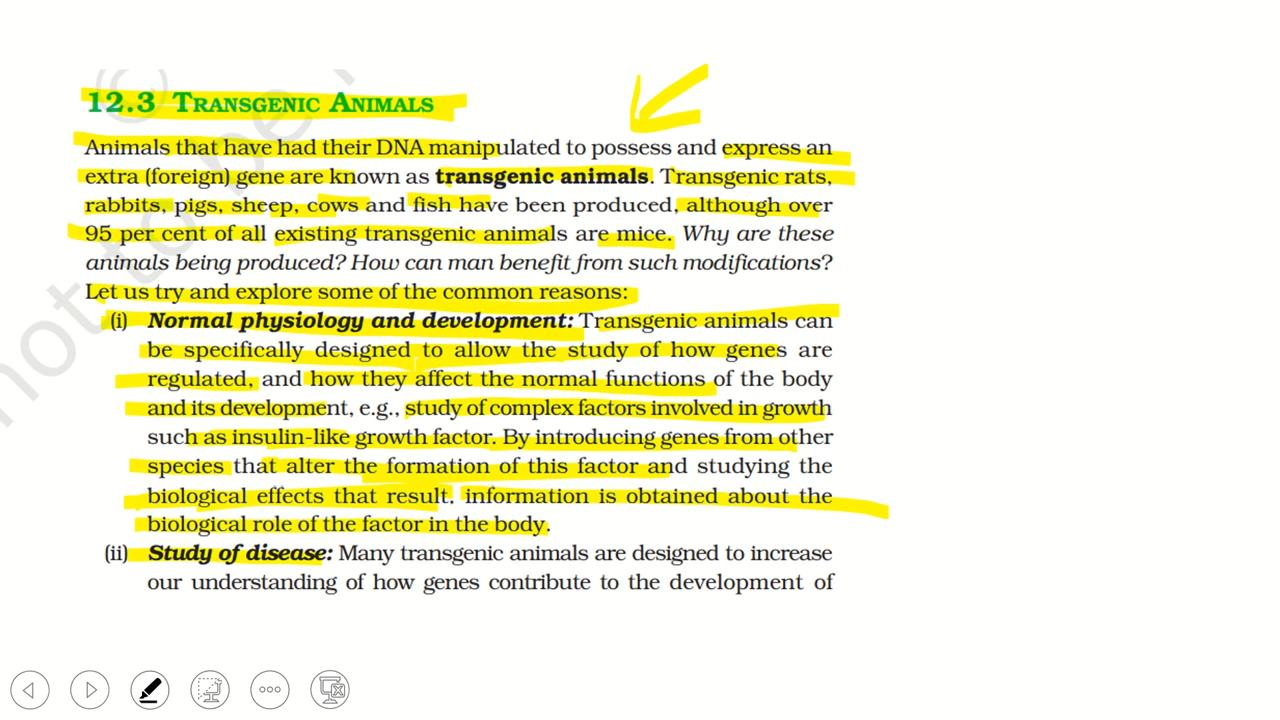 12.3 TRANSGENIC ANIMALS
Animals that have had their DNA manipulated to possess and express an
extra (foreign) gene are known as transgenic animals. Transgenic rats,
rabbits, pigs, sheep, cows and fish have been produced, although over
95 per cent of all existing transgenic animals are mice. Why are these
animals being produced? How can man benefit from such modifications?
Let us try and explore some of the common reasons:
(i) Normal physiology and development: Transgenic animals can
be specifically designed to allow the study of how genes are
regulated, and how they affect the normal functions of the body
and its development, e.g., study of complex factors involved in growth
such as insulin-like growth factor. By introducing genes from other
species that alter the formation of this factor and studying the
biological effects that result, information is obtained about the
biological role of the factor in the body.
(ii) Study of disease: Many transgenic animals are designed to increase
our understanding of how genes contribute to the development of
©
not to be r